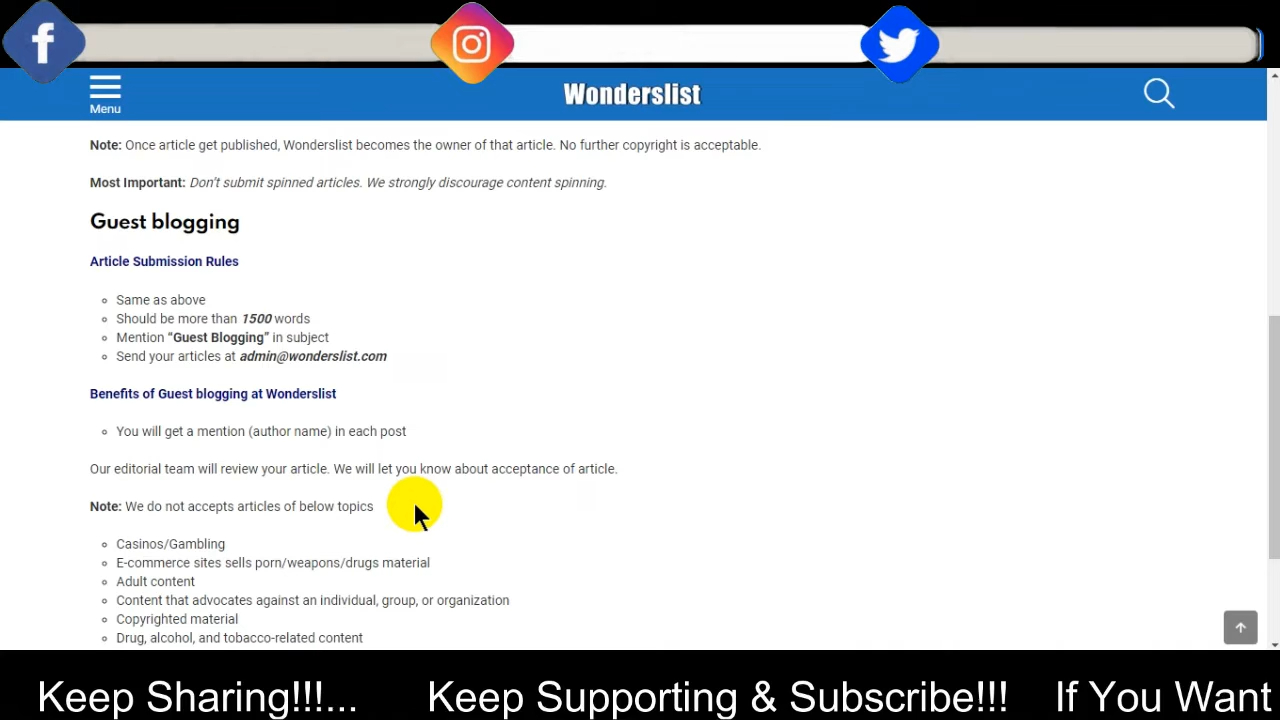 Menu
Wonderslist
Note: Once article get published, Wonderslist becomes the owner of that article. No further copyright is acceptable.
Most Important: Don't submit spinned articles. We strongly discourage content spinning.
Guest blogging
Article Submission Rules
Same as above
Should be more than 1500 words
Mention “Guest Blogging” in subject
Send your articles at admin@wonderslist.com
Benefits of Guest blogging at Wonderslist
You will get a mention (author name) in each post
Our editorial team will review your article. We will let you know about acceptance of article.
Note: We do not accepts articles of below topics
Casinos/Gambling
E-commerce sites sells porn/weapons/drugs material
Adult content
Content that advocates against an individual, group, or organization
Copyrighted material
Drug, alcohol, and tobacco-related content
Keep Sharing!!!... Keep Supporting & Subscribe!!! If You Want